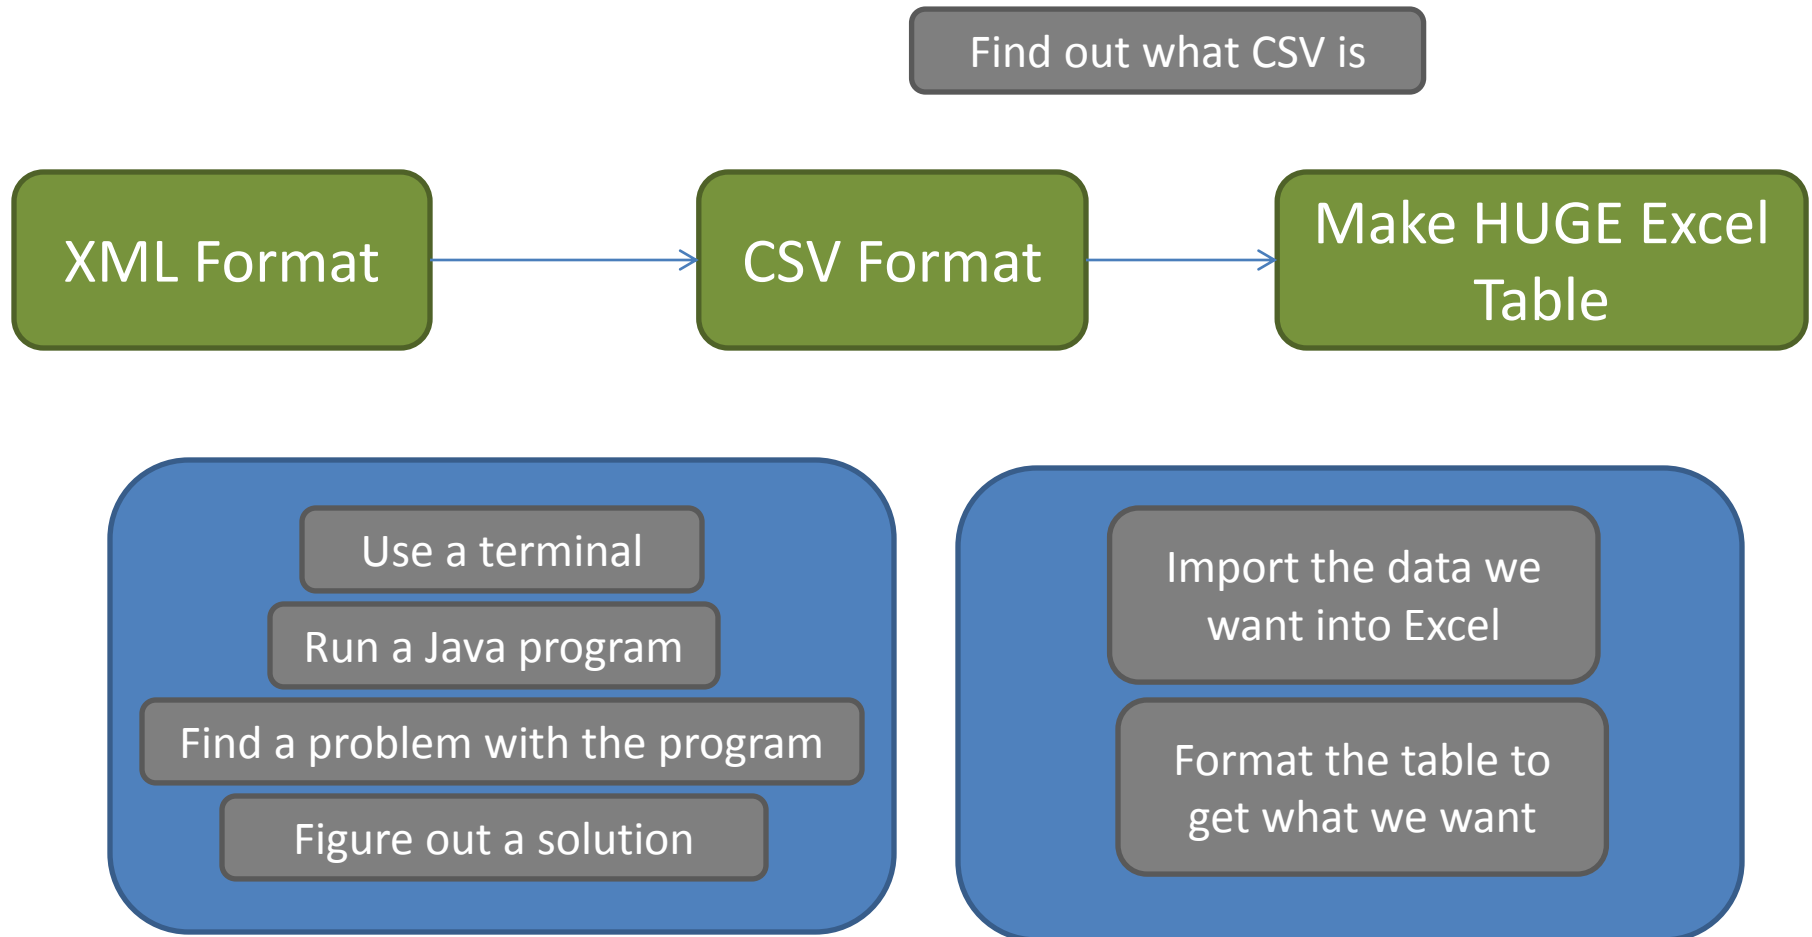 Find out what CSV is
XML Format
CSV Format
Make HUGE Excel
Table
Use a terminal
Run a Java program
Find a problem with the program
Figure out a solution
Import the data we
want into Excel
Format the table to
get what we want